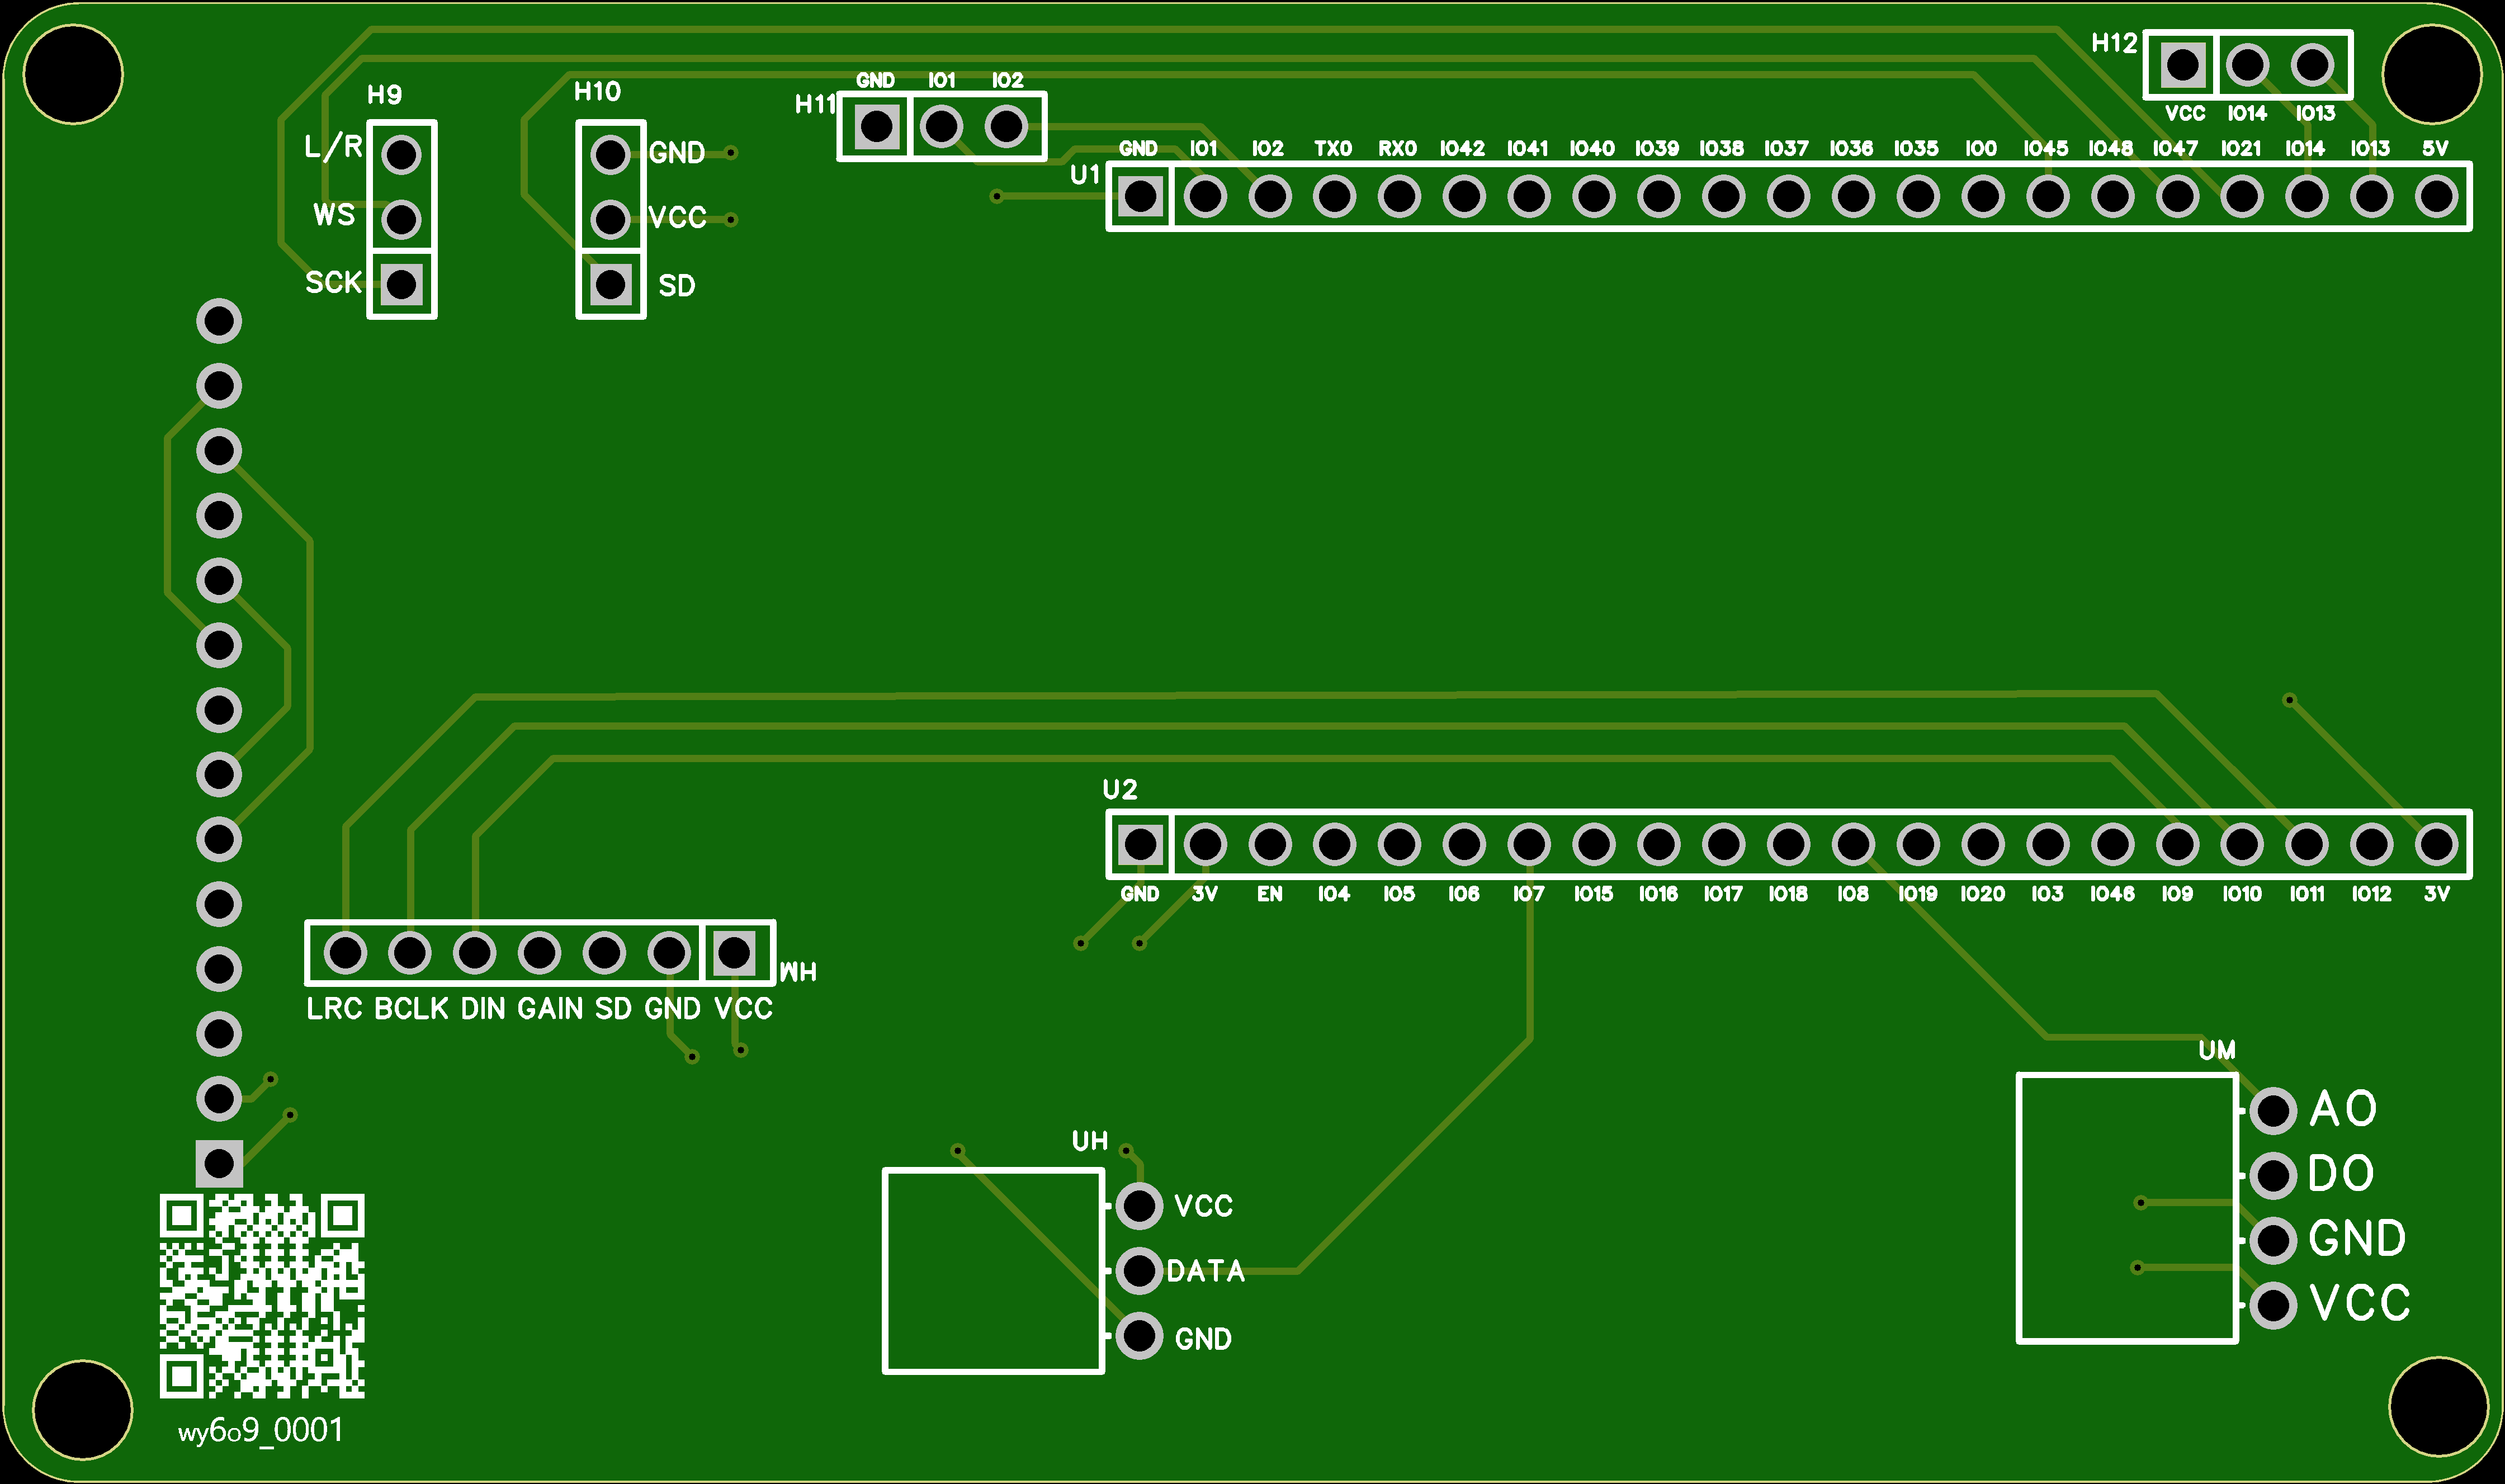 H12
VCC IO14 IO13
H9
L/R
WS
SCK
H10
GND
VCC
SD
H11
GND IO1 IO2
U1
GND IO1 IO2 TX0 RX0 IO42 IO41 IO40 IO39 IO38 IO37 IO36 IO35 IO0 IO45 IO48 IO47 IO21 IO14 IO13 5V
U2
GND 3V EN IO4 IO5 IO6 IO7 IO15 IO16 IO17 IO18 IO8 IO19 IO20 IO3 IO46 IO9 IO10 IO11 IO12 3V
HM
LRC BCLK DIN GAIN SD GND VCC
UH
VCC
DATA
GND
UM
AO
DO
GND
VCC
wy6o9_0001